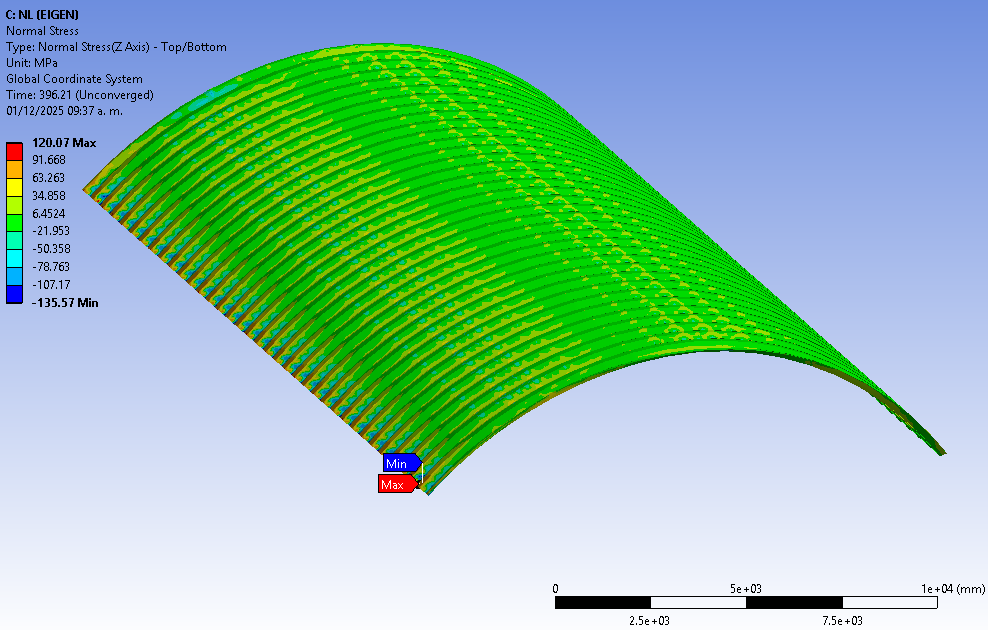 C: NL (EIGEN)
Normal Stress
Type: Normal Stress(Z Axis) - Top/Bottom
Unit: MPa
Global Coordinate System
Time: 396.21 (Unconverged)
01/12/2025 09:37 a. m.
120.07 Max
91.668
63.263
34.858
6.4524
-21.953
-50.358
-78.763
-107.17
-135.57 Min
Min
Max
0 5e+03 1e+04 (mm)
2.5e+03 7.5e+03